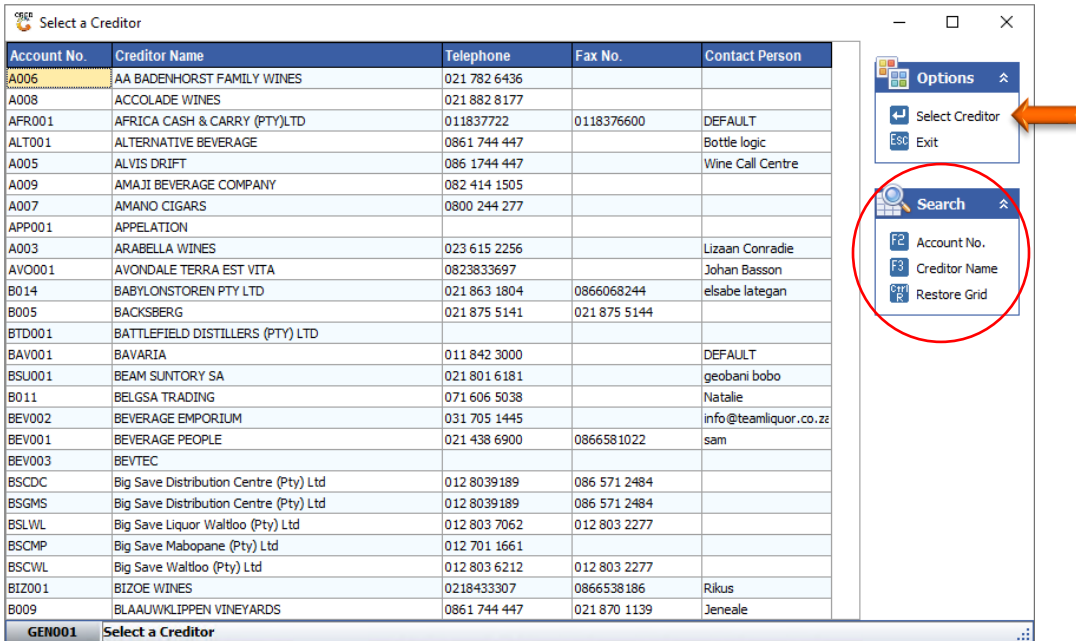 CRED Select a Creditor
Account No. Creditor Name Telephone Fax No. Contact Person
A006 AA BADENHORST FAMILY WINES 021 782 6436
A008 ACCOLADE WINES 021 882 8177
AFR001 AFRICA CASH & CARRY (PTY)LTD 011837722 0118376600 DEFAULT
ALT001 ALTERNATIVE BEVERAGE 0861 744 447 Bottle logic
A005 ALVIS DRIFT 086 1744 447 Wine Call Centre
A009 AMAJI BEVERAGE COMPANY 082 414 1505
A007 AMANO CIGARS 0800 244 277
APP001 APPELATION
A003 ARABELLA WINES 023 615 2256 Lizaan Conradie
AVO001 AVONDALE TERRA EST VITA 0823833697 Johan Basson
B014 BABYLONSTOREN PTY LTD 021 863 1804 0866068244 elsabe lategan
B005 BACKSBERG 021 875 5141 021 875 5144
BTD001 BATTLEFIELD DISTILLERS (PTY) LTD
BAV001 BAVARIA 011 842 3000 DEFAULT
BSU001 BEAM SUNTORY SA 021 801 6181 geobani bobo
B011 BELGSA TRADING 071 606 5038 Natalie
BEV002 BEVERAGE EMPORIUM 031 705 1445 info@teamliquor.co.za
BEV001 BEVERAGE PEOPLE 021 438 6900 0866581022 sam
BEV003 BEVTEC
BSCDC Big Save Distribution Centre (Pty) Ltd 012 8039189 086 571 2484
BSGMS Big Save Distribution Centre (Pty) Ltd 012 8039189 086 571 2484
BSLWL Big Save Liquor Waltloo (Pty) Ltd 012 803 7062 012 803 2277
BSCMP Big Save Mabopane (Pty) Ltd 012 701 1661
BSCWL Big Save Waltloo (Pty) Ltd 012 803 6212 012 803 2277
BIZ001 BIZOE WINES 0218433307 0866538186 Rikus
B009 BLAAUWKLIPPEN VINEYARDS 0861 744 447 021 870 1139 Jeneale
GEN001 Select a Creditor
Options
Select Creditor
Esc Exit
Search
F2 Account No.
F3 Creditor Name
Ctrl R Restore Grid